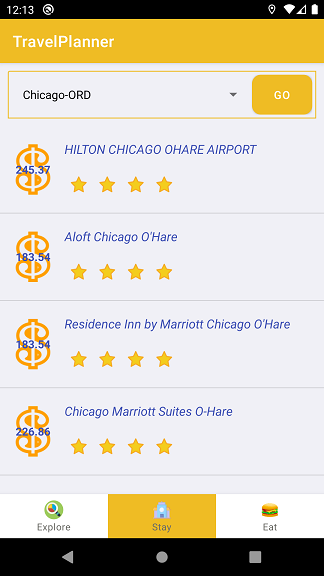 12:13
TravelPlanner
Chicago-ORD
GO
HILTON CHICAGO OHARE AIRPORT
245.37
Aloft Chicago O'Hare
183.54
Residence Inn by Marriott Chicago O'Hare
183.54
Chicago Marriott Suites O-Hare
226.86
Explore
Stay
Eat